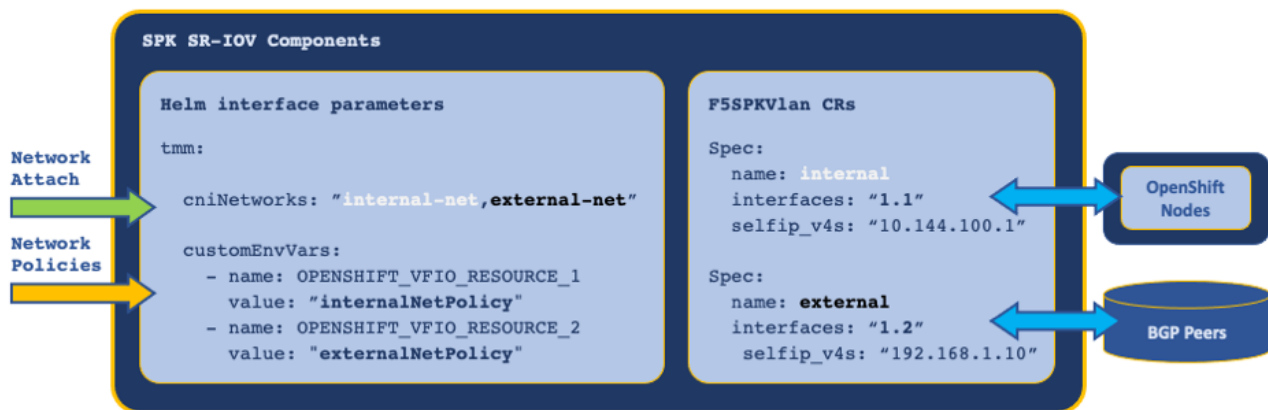 SPK SR-IOV Components
Network
Attach
Network
Policies
Helm interface parameters
tmm:
cniNetworks: ”internal-net,external-net”
customEnvVars:
- name: OPENSHIFT_VFIO_RESOURCE_1
value: ”internalNetPolicy"
- name: OPENSHIFT_VFIO_RESOURCE_2
value: "externalNetPolicy"
F5SPKVlan CRs
Spec:
name: internal
interfaces: “1.1”
selfip_v4s: “10.144.100.1”
Spec:
name: external
interfaces: “1.2”
selfip_v4s: “192.168.1.10”
OpenShift
Nodes
BGP Peers